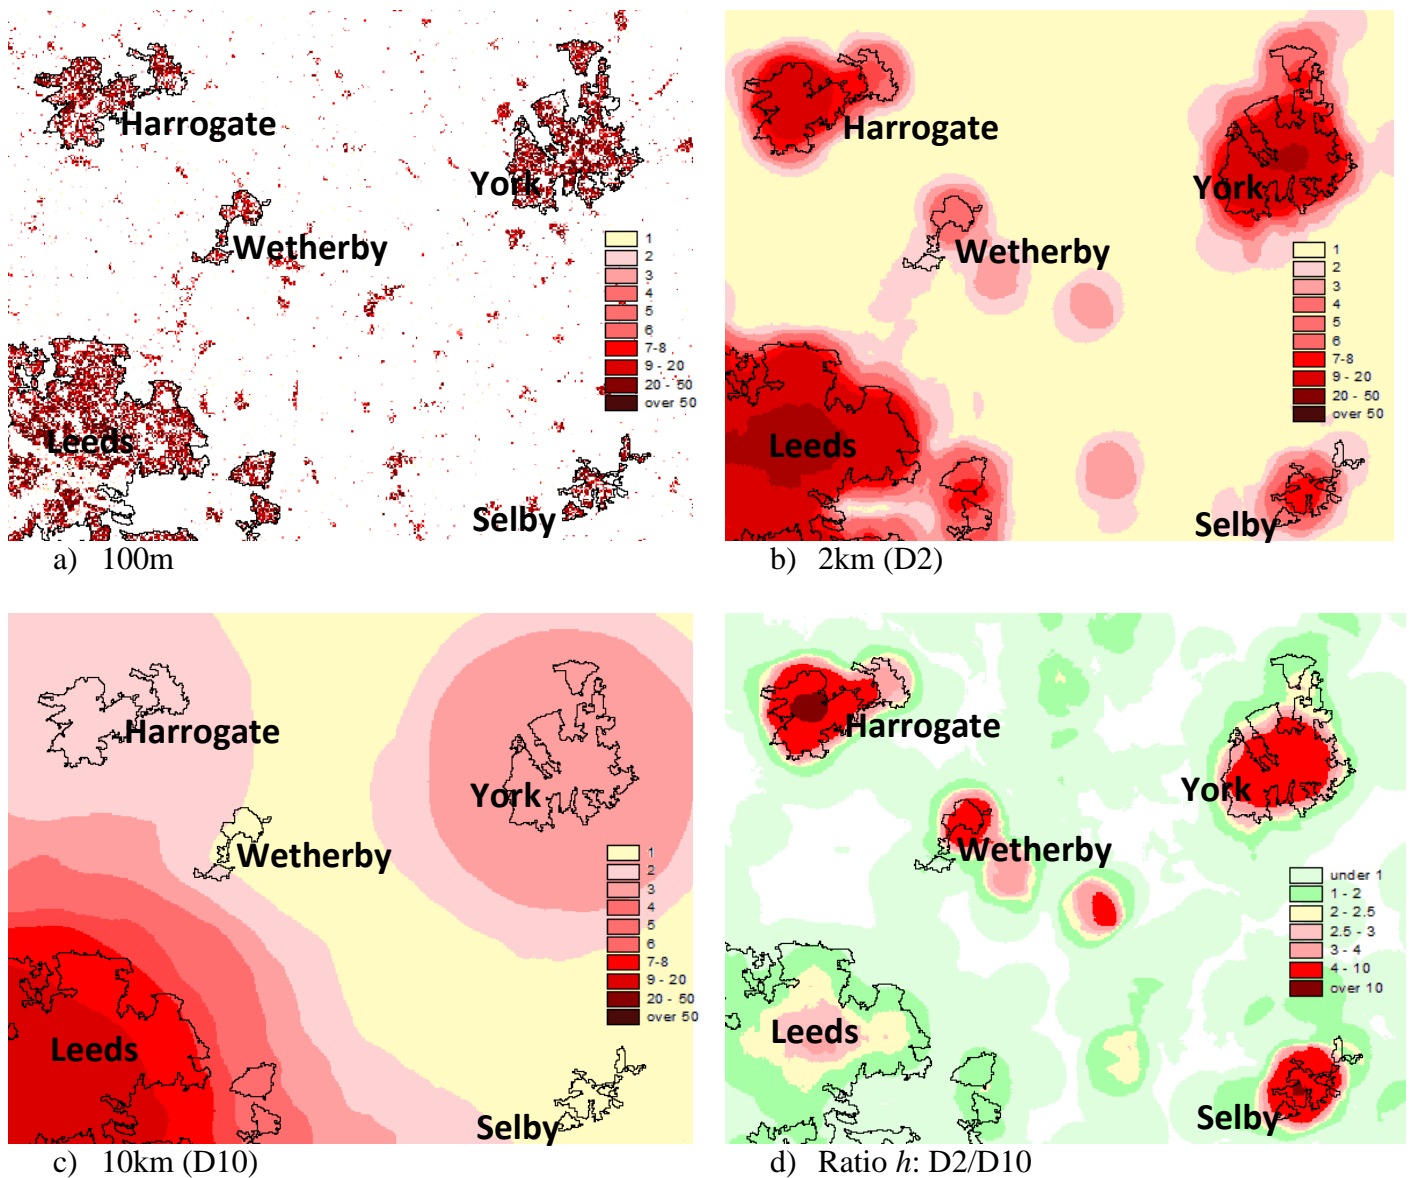 Harrogate
York
Wetherby
1
2
3
4
5
6
7-8
9 - 20
20 - 50
over 50
Leeds
Selby
a) 100m
Harrogate
York
Wetherby
1
2
3
4
5
6
7-8
9 - 20
20 - 50
over 50
Leeds
Selby
b) 2km (D2)
Harrogate
York
Wetherby
1
2
3
4
5
6
7-8
9 - 20
20 - 50
over 50
Leeds
Selby
c) 10km (D10)
Harrogate
York
Wetherby
under 1
1 - 2
2 - 2.5
2.5 - 3
3 - 4
4 - 10
over 10
Leeds
Selby
d) Ratio h: D2/D10